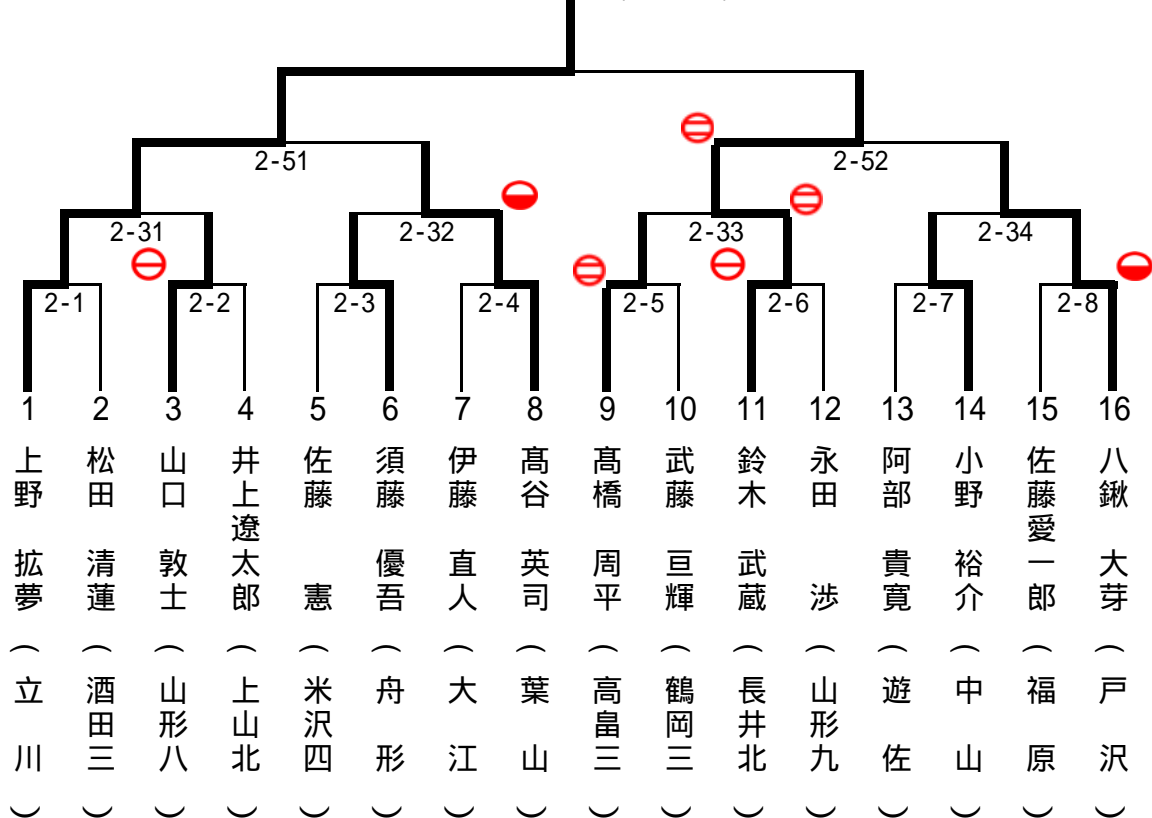 2-51
2-52
2-31
2-32
2-33
2-34
2-1
2-2
2-3
2-4
2-5
2-6
2-7
2-8
1
2
3
4
5
6
7
8
9
10
11
12
13
14
15
16
上野 拡夢（立川）
松田 清蓮（酒田三）
山口 敦士（山形八）
井上遼太郎（上山北）
佐藤 憲（米沢四）
須藤 優吾（舟形）
伊藤 直人（大江）
髙谷 英司（葉山）
髙橋 周平（高畠三）
武藤 亘輝（鶴岡三）
鈴木 武蔵（長井北）
永田 渉（山形九）
阿部 貴寛（遊佐）
小野 裕介（中山）
佐藤愛一郎（福原）
八鍬 大芽（戸沢）